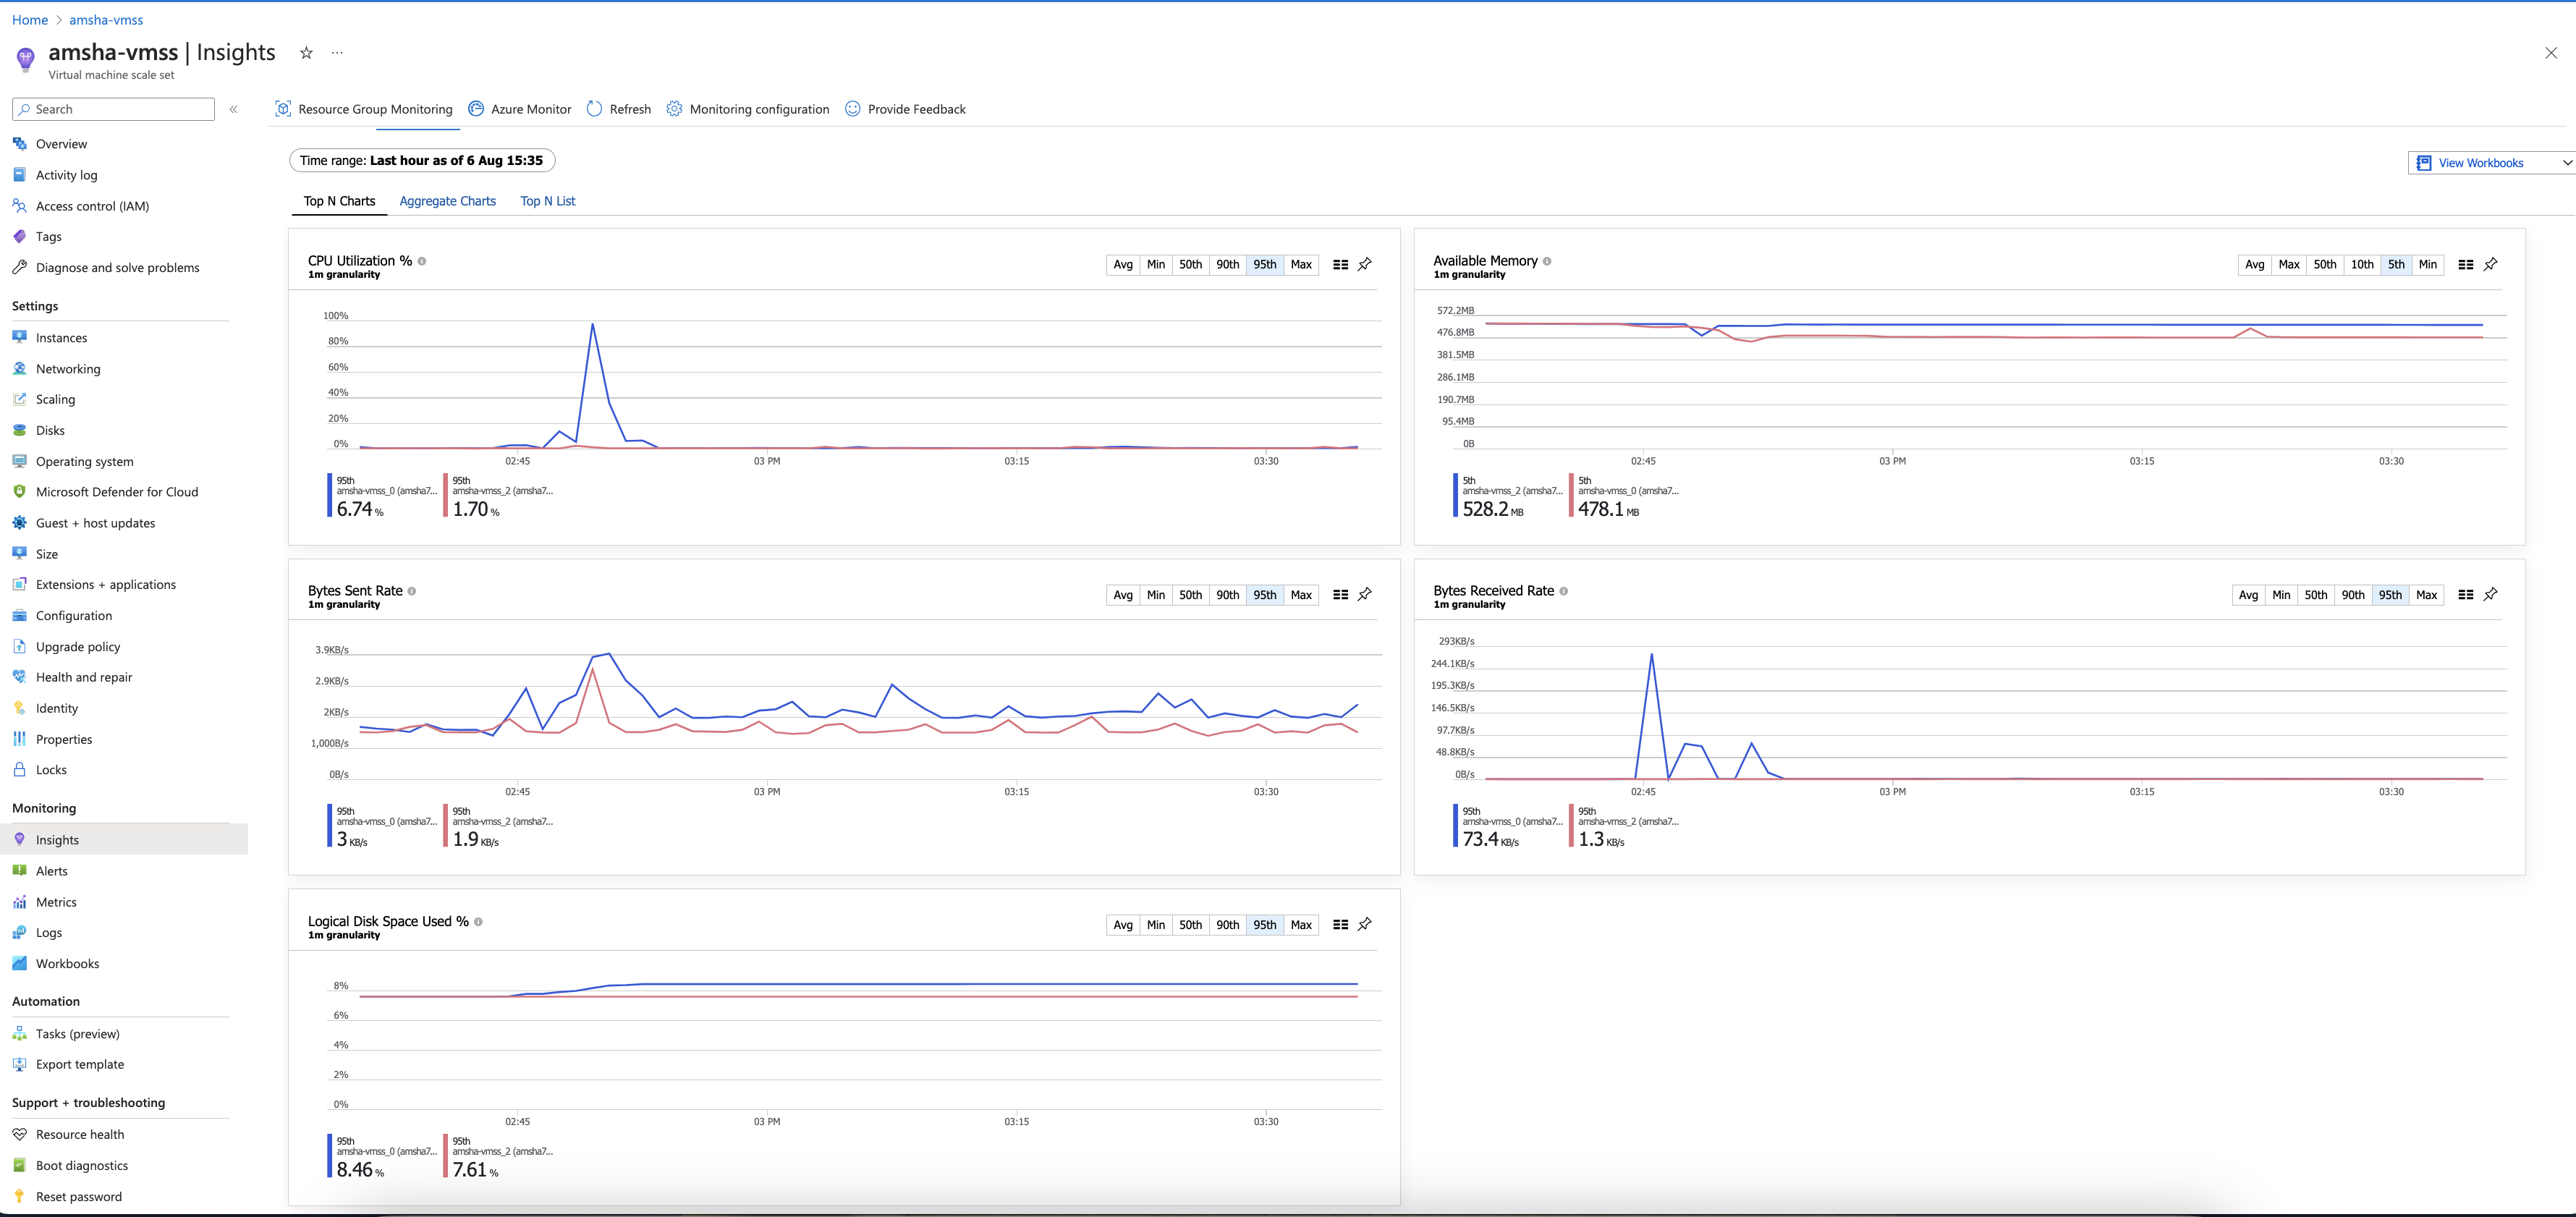 Home > amsha-vmss
amsha-vmss | Insights ☆ ...
Virtual machine scale set
Search «
Overview
Activity log
Access control (IAM)
Tags
Diagnose and solve problems
Settings
Instances
Networking
Scaling
Disks
Operating system
Microsoft Defender for Cloud
Guest + host updates
Size
Extensions + applications
Configuration
Upgrade policy
Health and repair
Identity
Properties
Locks
Monitoring
Insights
Alerts
Metrics
Logs
Workbooks
Automation
Tasks (preview)
Export template
Support + troubleshooting
Resource health
Boot diagnostics
Reset password
Resource Group Monitoring Azure Monitor Refresh Monitoring configuration Provide Feedback
Time range: Last hour as of 6 Aug 15:35
View Workbooks
Top N Charts Aggregate Charts Top N List
CPU Utilization %
1m granularity
Avg Min 50th 90th 95th Max
100%
80%
60%
40%
20%
0%
02:45 03 PM 03:15 03:30
95th 95th
amsha-vmss_0 (amsha7... amsha-vmss_2 (amsha7...
6.74 % 1.70 %
Available Memory
1m granularity
Avg Max 50th 10th 5th Min
572.2MB
476.8MB
381.5MB
286.1MB
190.7MB
95.4MB
0B
02:45 03 PM 03:15 03:30
5th 5th
amsha-vmss_2 (amsha7... amsha-vmss_0 (amsha7...
528.2 MB 478.1 MB
Bytes Sent Rate
1m granularity
Avg Min 50th 90th 95th Max
3.9KB/s
2.9KB/s
2KB/s
1,000B/s
0B/s
02:45 03 PM 03:15 03:30
95th 95th
amsha-vmss_0 (amsha7... amsha-vmss_2 (amsha7...
3 KB/s 1.9 KB/s
Bytes Received Rate
1m granularity
Avg Min 50th 90th 95th Max
293KB/s
244.1KB/s
195.3KB/s
146.5KB/s
97.7KB/s
48.8KB/s
0B/s
02:45 03 PM 03:15 03:30
95th 95th
amsha-vmss_0 (amsha7... amsha-vmss_2 (amsha7...
73.4 KB/s 1.3 KB/s
Logical Disk Space Used %
1m granularity
Avg Min 50th 90th 95th Max
8%
6%
4%
2%
0%
02:45 03 PM 03:15 03:30
95th 95th
amsha-vmss_0 (amsha7... amsha-vmss_2 (amsha7...
8.46 % 7.61 %